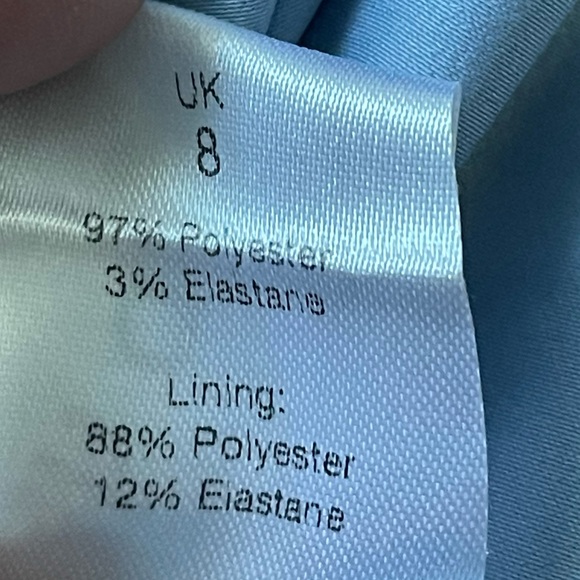 UK
8
97% Polyester
3% Elastane
Lining:
88% Polyester
12% Elastane